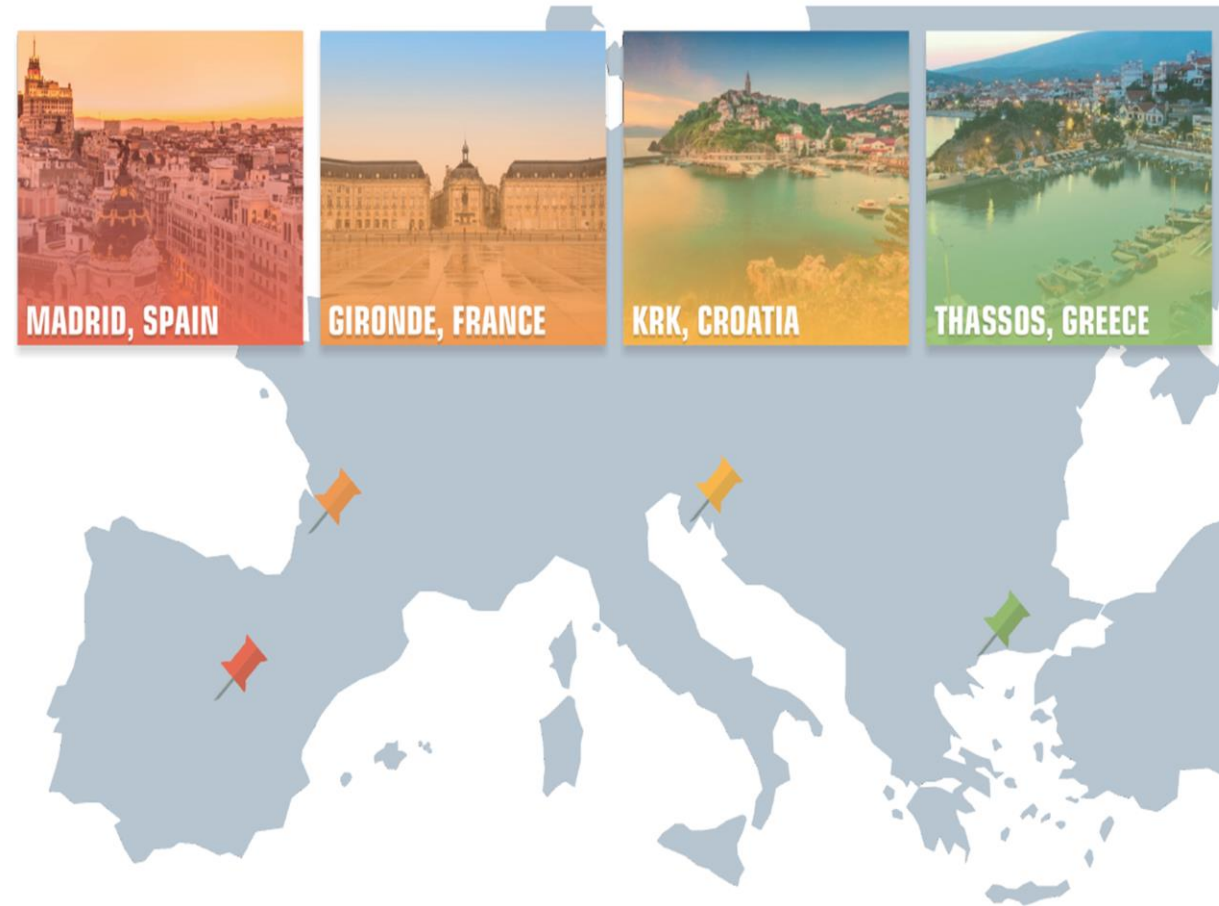 MADRID, SPAIN
GIRONDE, FRANCE
KRK, CROATIA
THASSOS, GREECE